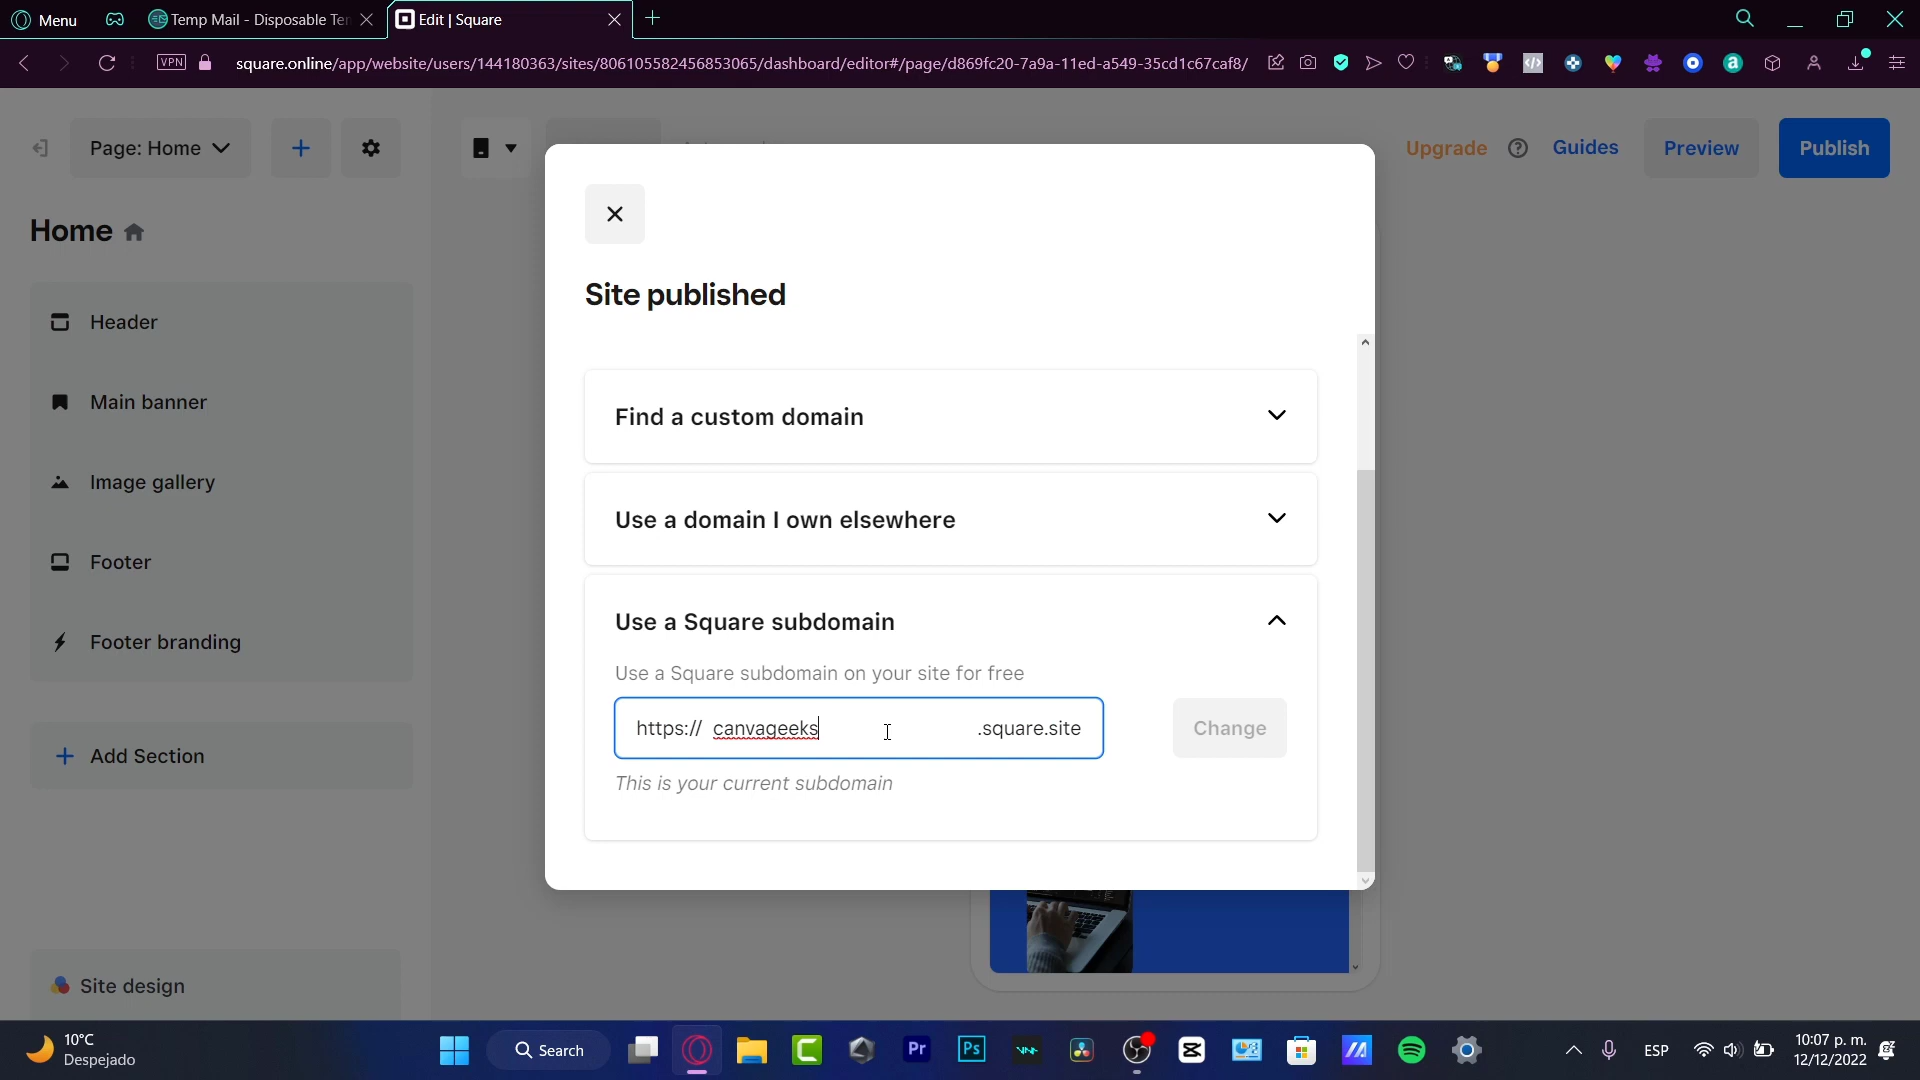 Menu
Temp Mail - Disposable Ter
Edit | Square
VPN
square.online/app/website/users/144180363/sites/806105582456853065/dashboard/editor#/page/d869fc20-7a9a-11ed-a549-35cd1c67caf8/
Page: Home
Upgrade
Guides
Preview
Publish
Home
Header
Main banner
Image gallery
Footer
Footer branding
Add Section
Site design
Site published
Find a custom domain
Use a domain I own elsewhere
Use a Square subdomain
Use a Square subdomain on your site for free
https:// canvageeks .square.site
Change
This is your current subdomain
10°C
Despejado
Search
Pr
Ps
ESP
10:07 p. m.
12/12/2022